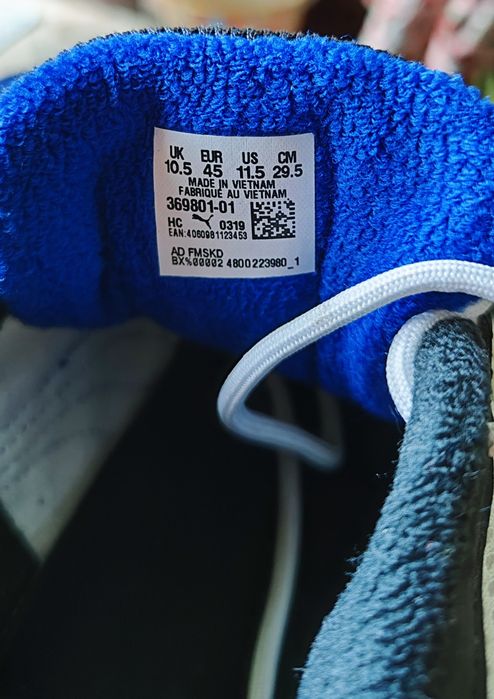 UK EUR US CM
10.5 45 11.5 29.5
MADE IN VIETNAM
FABRIQUÉ AU VIETNAM
369801-01
HC 0319
EAN:4060981123453
AD FMSKD
BX%00002 4800223980_1